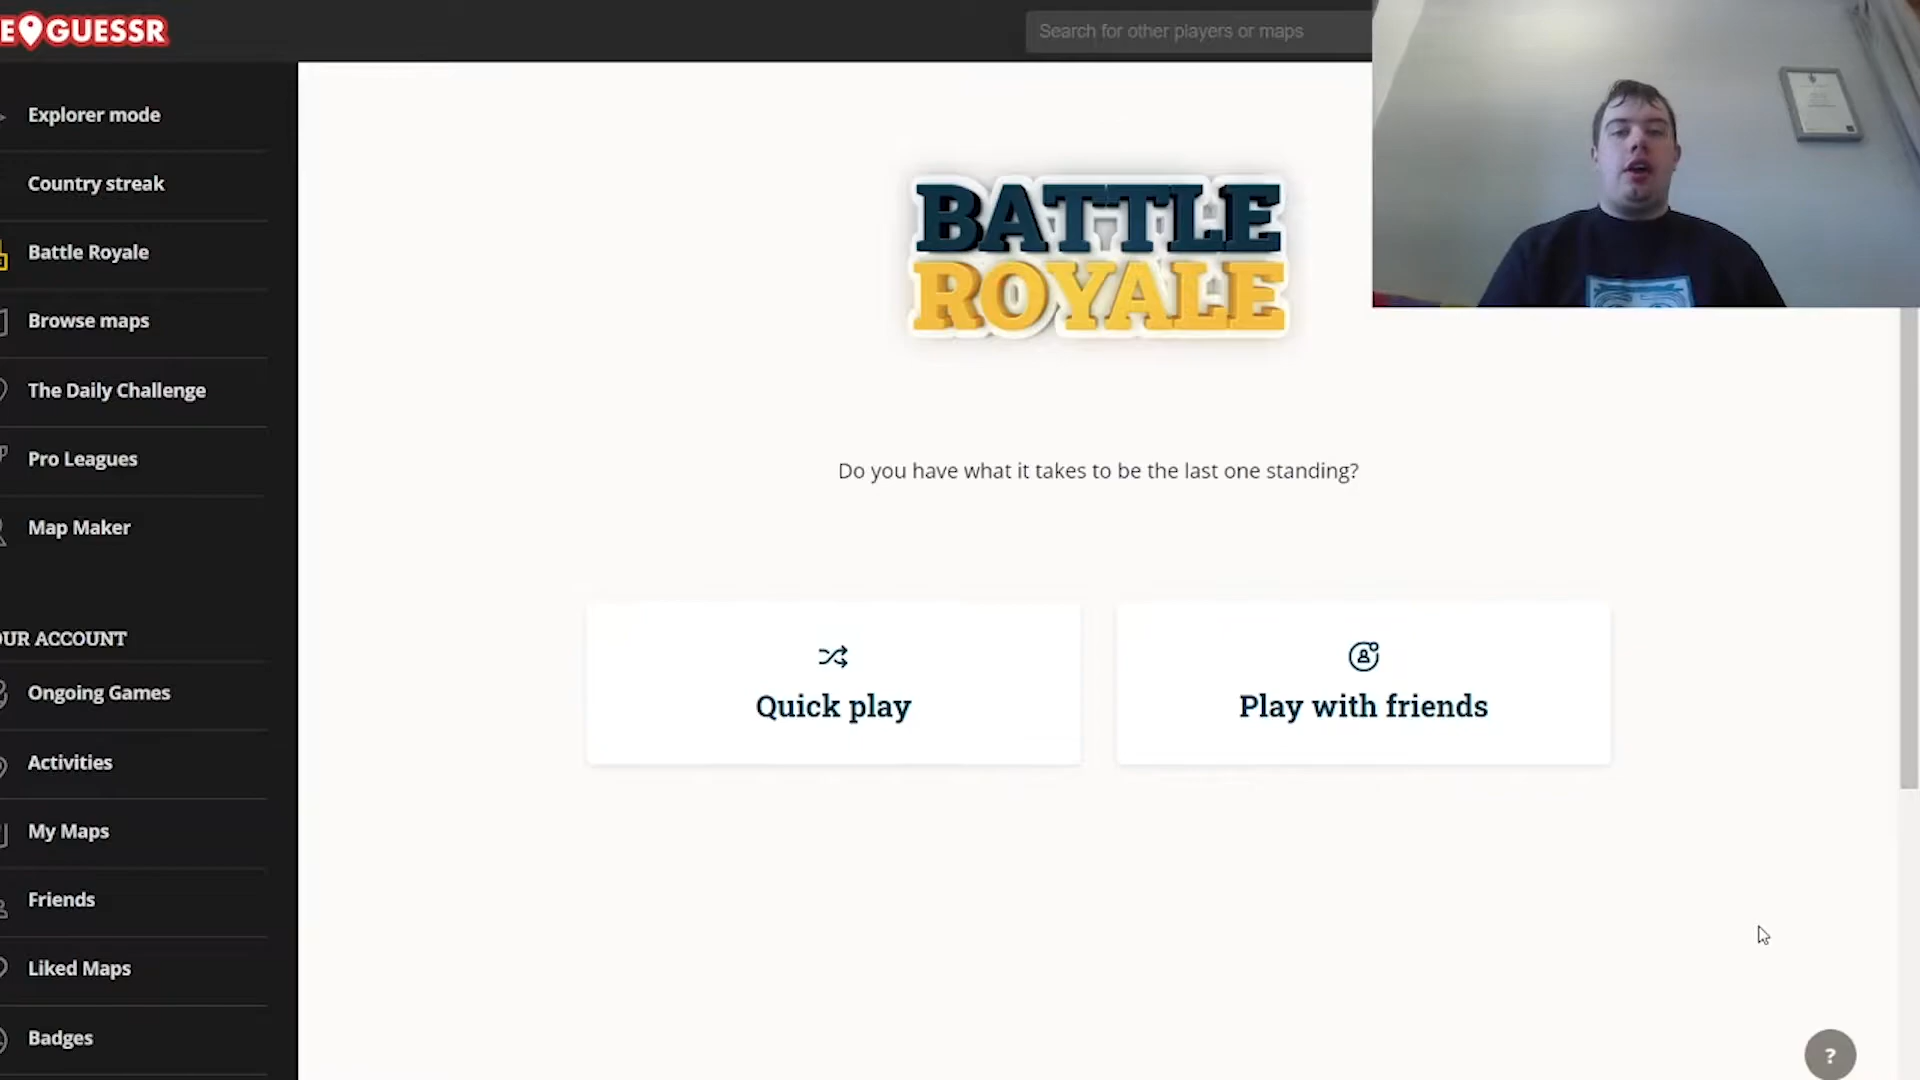 E GUESSR
Search for other players or maps
Explorer mode
Country streak
Battle Royale
Browse maps
The Daily Challenge
Pro Leagues
Map Maker
OUR ACCOUNT
Ongoing Games
Activities
My Maps
Friends
Liked Maps
Badges
BATTLE
ROYALE
Do you have what it takes to be the last one standing?
Quick play
Play with friends
?